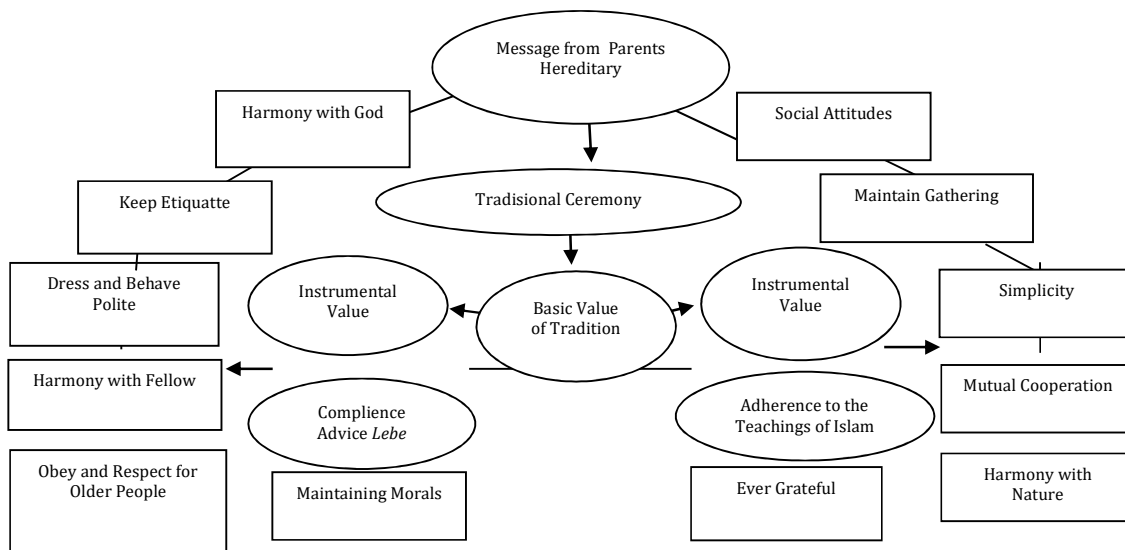 Message from Parents
Hereditary
Harmony with God
Social Attitudes
Keep Etiquatte
Tradisional Ceremony
Maintain Gathering
Dress and Behave
Polite
Instrumental
Value
Basic Value
of Tradition
Instrumental
Value
Simplicity
Harmony with Fellow
Complience
Advice Lebe
Adherence to the
Teachings of Islam
Mutual Cooperation
Obey and Respect for
Older People
Maintaining Morals
Ever Grateful
Harmony with
Nature